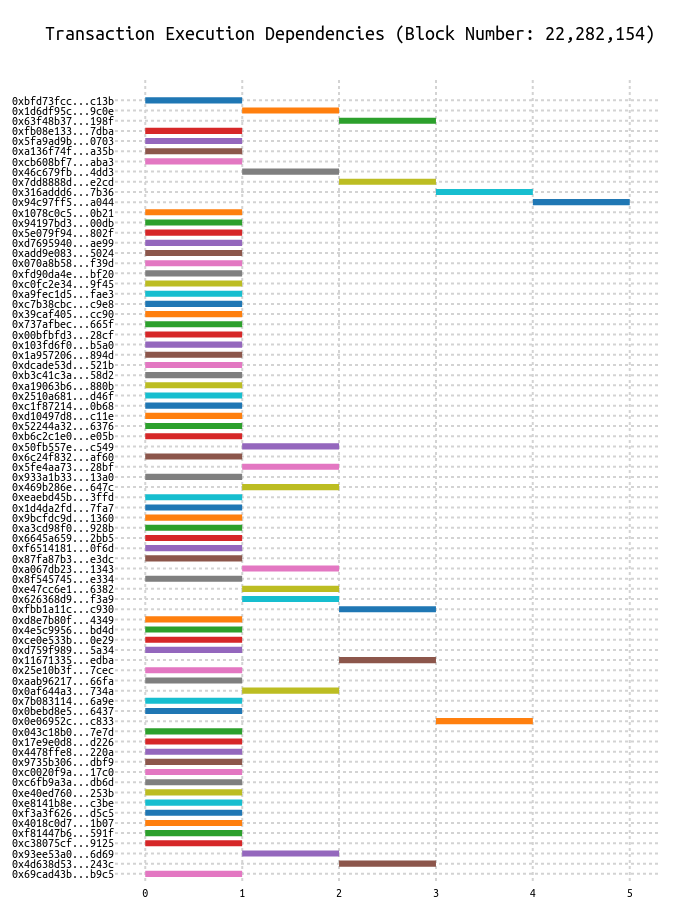 Transaction Execution Dependencies (Block Number: 22,282,154)
0xbfd73fcc...c13b
0x1d6df95c...9c0e
0x63f48b37...198f
0xfb08e133...7dba
0x5fa9ad9b...0703
0xa136f74f...a35b
0xcb608bf7...aba3
0x46c679fb...4dd3
0x7dd8888d...e2cd
0x316addd6...7b36
0x94c97ff5...a044
0x1078c0c5...0b21
0x94197bd3...00db
0x5e079f94...802f
0xd7695940...ae99
0xadd9e083...5024
0x070a8b58...f39d
0xfd90da4e...bf20
0xc0fc2e34...9f45
0xa9fec1d5...fae3
0xc7b38cbc...c9e8
0x39caf405...cc90
0x737afbec...665f
0x00bfbfd3...28cf
0x103fd6f0...b5a0
0x1a957206...894d
0xdcade53d...521b
0xb3c41c3a...58d2
0xa19063b6...880b
0x2510a681...d46f
0xc1f87214...0b68
0xd10497d8...c11e
0x52244a32...6376
0xb6c2c1e0...e05b
0x50fb557e...c549
0x6c24f832...af60
0x5fe4aa73...28bf
0x933a1b33...13a0
0x469b286e...647c
0xeaebd45b...3ffd
0x1d4da2fd...7fa7
0x9bcfdc9d...1360
0xa3cd98f0...928b
0x6645a659...2bb5
0xf6514181...0f6d
0x87fa87b3...e3dc
0xa067db23...1343
0x8f545745...e334
0xe47cc6e1...6382
0x626368d9...f3a9
0xfbb1a11c...c930
0xd8e7b80f...4349
0x4e5c9956...bd4d
0xce0e533b...0e29
0xd759f989...5a34
0x11671335...edba
0x25e10b3f...7cec
0xaab96217...66fa
0x0af644a3...734a
0x7b083114...6a9e
0x0bebd8e5...6437
0x0e06952c...c833
0x043c18b0...7e7d
0x17e9e0d8...d226
0x4478ffe8...220a
0x9735b306...dbf9
0xc0020f9a...17c0
0xc6fb9a3a...db6d
0xe40ed760...253b
0xe8141b8e...c3be
0xf3a3f626...d5c5
0x4018c0d7...1b07
0xf81447b6...591f
0xc38075cf...9125
0x93ee53a0...6d69
0x4d638d53...243c
0x69cad43b...b9c5
0 1 2 3 4 5